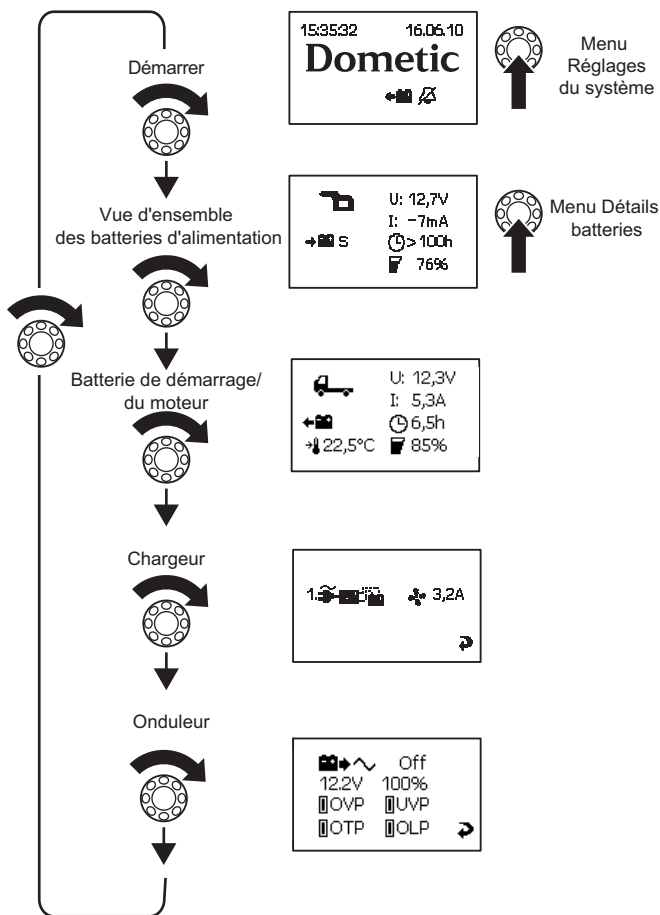 Démarrer
15:35:32 16.06.10
Dometic
Menu
Réglages
du système
Vue d'ensemble
des batteries d'alimentation
U: 12,7V
I: -7mA
S > 100h
76%
Menu Détails
batteries
Batterie de démarrage/
du moteur
U: 12,3V
I: 5,3A
6,5h
22,5°C 85%
Chargeur
1. 3,2A
Onduleur
Off
12.2V 100%
OVP UVP
OTP OLP